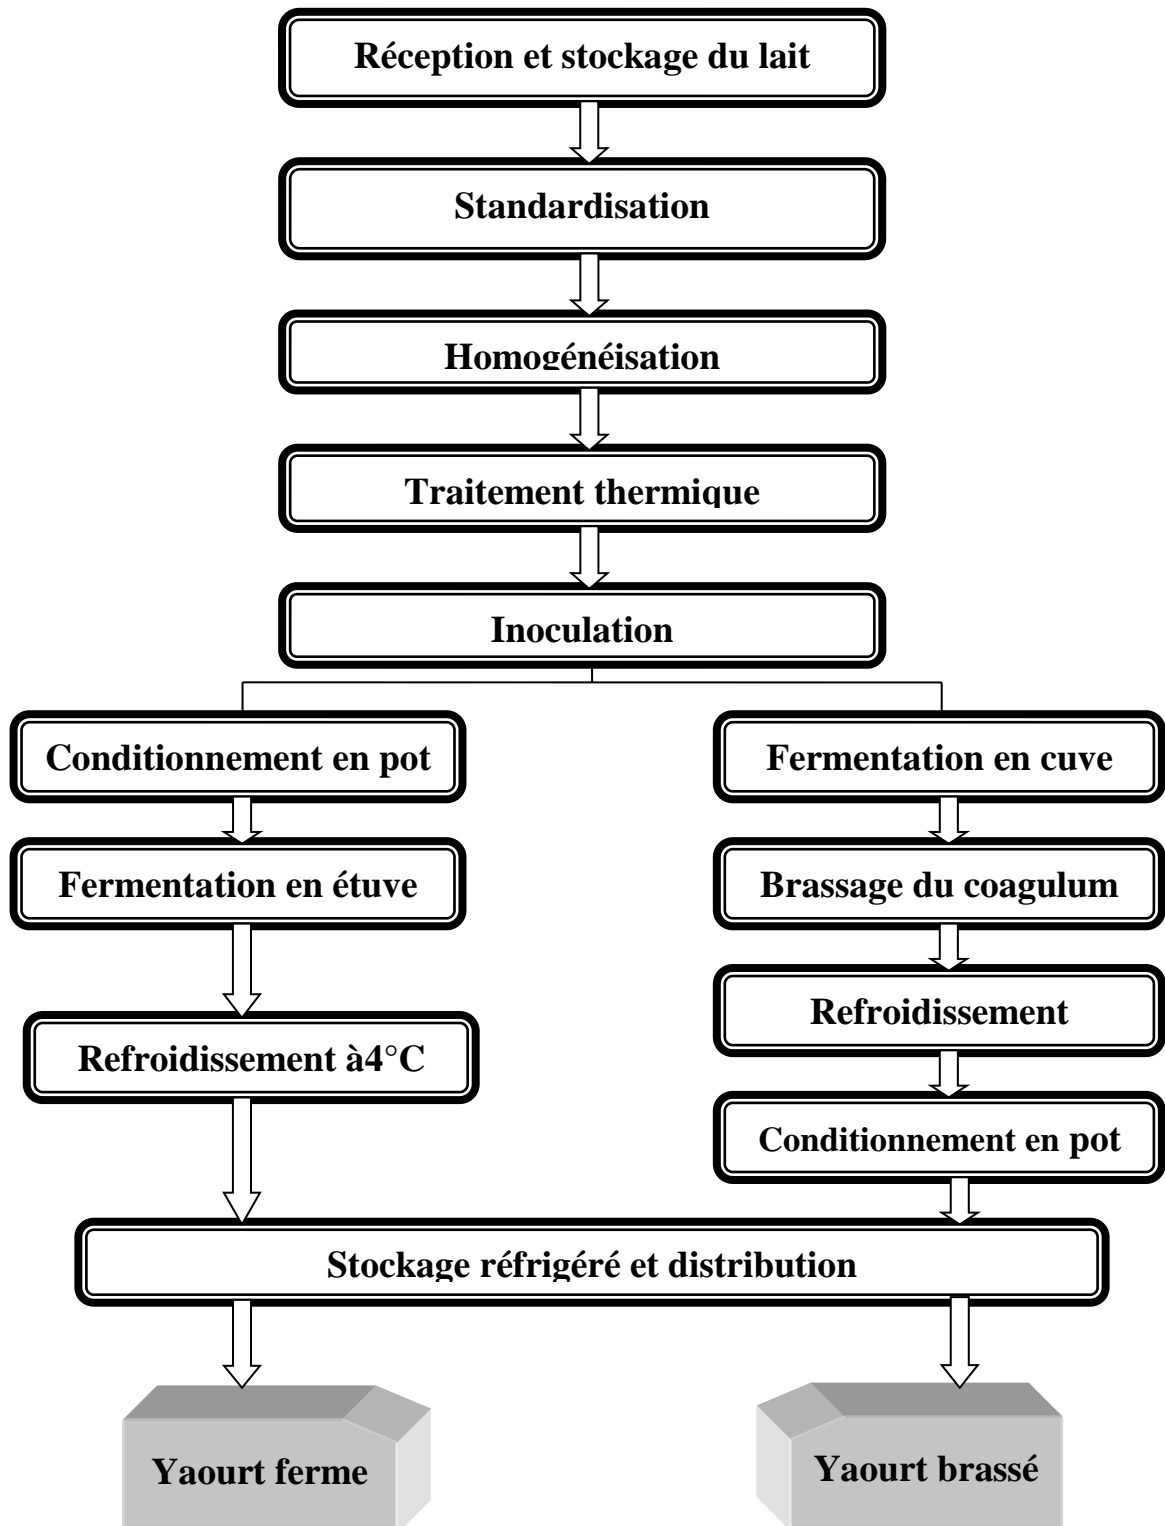 Réception et stockage du lait
Standardisation
Homogénéisation
Traitement thermique
Inoculation
Conditionnement en pot
Fermentation en étuve
Refroidissement à4°C
Fermentation en cuve
Brassage du coagulum
Refroidissement
Conditionnement en pot
Stockage réfrigéré et distribution
Yaourt ferme
Yaourt brassé